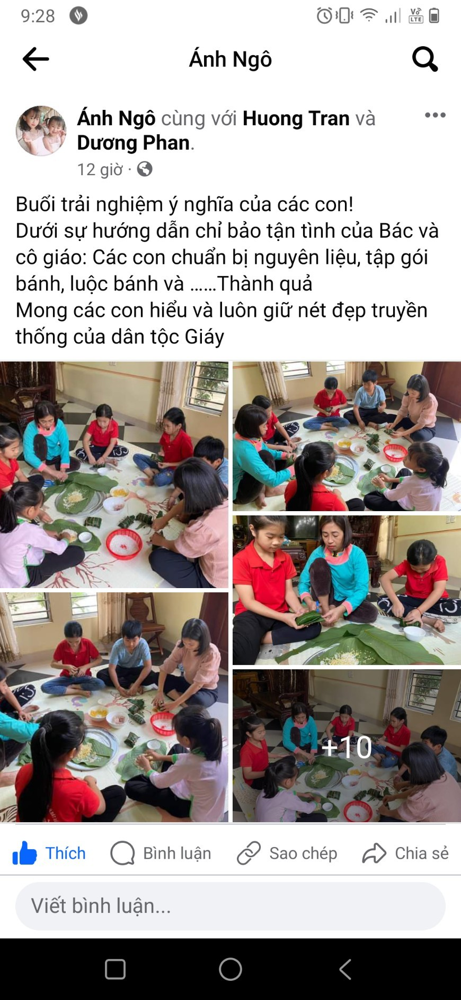 9:28
Vo
LTE
Ánh Ngô
Ánh Ngô cùng với Huong Tran và
Dương Phan.
12 giờ ·
Buổi trải nghiệm ý nghĩa của các con!
Dưới sự hướng dẫn chỉ bảo tận tình của Bác và
cô giáo: Các con chuẩn bị nguyên liệu, tập gói
bánh, luộc bánh và ......Thành quả
Mong các con hiểu và luôn giữ nét đẹp truyền
thống của dân tộc Giáy
+10
Thích
Bình luận
Sao chép
Chia sẻ
Viết bình luận...